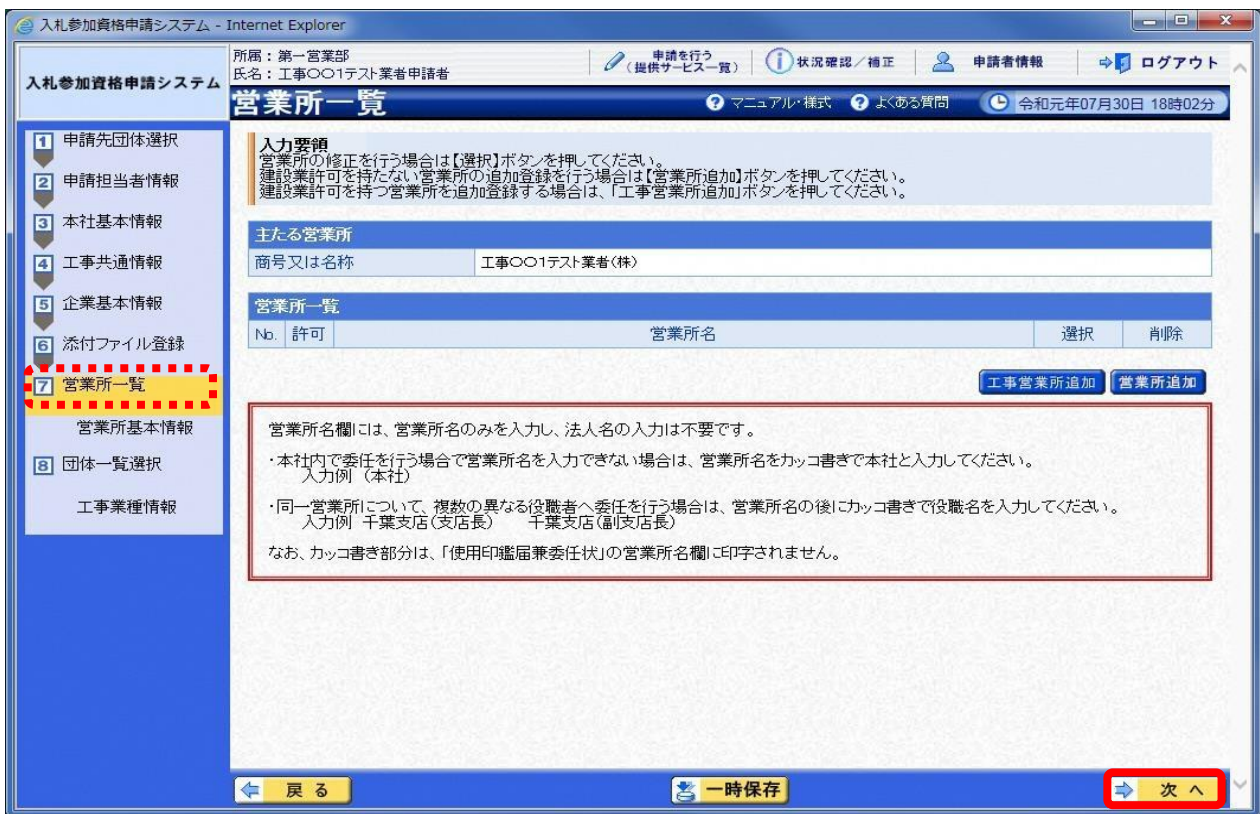 入札参加資格申請システム - Internet Explorer
入札参加資格申請システム
所属：第一営業部
氏名：工事○○1テスト業者申請者
申請を行う
(提供サービス一覧)
状況確認／補正
申請者情報
ログアウト
営業所一覧
マニュアル・様式
よくある質問
令和元年07月30日 18時02分
1 申請先団体選択
2 申請担当者情報
3 本社基本情報
4 工事共通情報
5 企業基本情報
6 添付ファイル登録
7 営業所一覧
営業所基本情報
8 団体一覧選択
工事業種情報
入力要領
営業所の修正を行う場合は【選択】ボタンを押してください。
建設業許可を持たない営業所の追加登録を行う場合は【営業所追加】ボタンを押してください。
建設業許可を持つ営業所を追加登録する場合は、「工事営業所追加」ボタンを押してください。
主たる営業所
商号又は名称 工事○○1テスト業者(株)
営業所一覧
No. 許可 営業所名 選択 削除
工事営業所追加 営業所追加
営業所名欄には、営業所名のみを入力し、法人名の入力は不要です。
・本社内で委任を行う場合で営業所名を入力できない場合は、営業所名をカッコ書きで本社と入力してください。
入力例 (本社)
・同一営業所について、複数の異なる役職者へ委任を行う場合は、営業所名の後にカッコ書きで役職名を入力してください。
入力例 千葉支店(支店長) 千葉支店(副支店長)
なお、カッコ書き部分は、「使用印鑑届兼委任状」の営業所名欄に印字されません。
戻る
一時保存
次へ